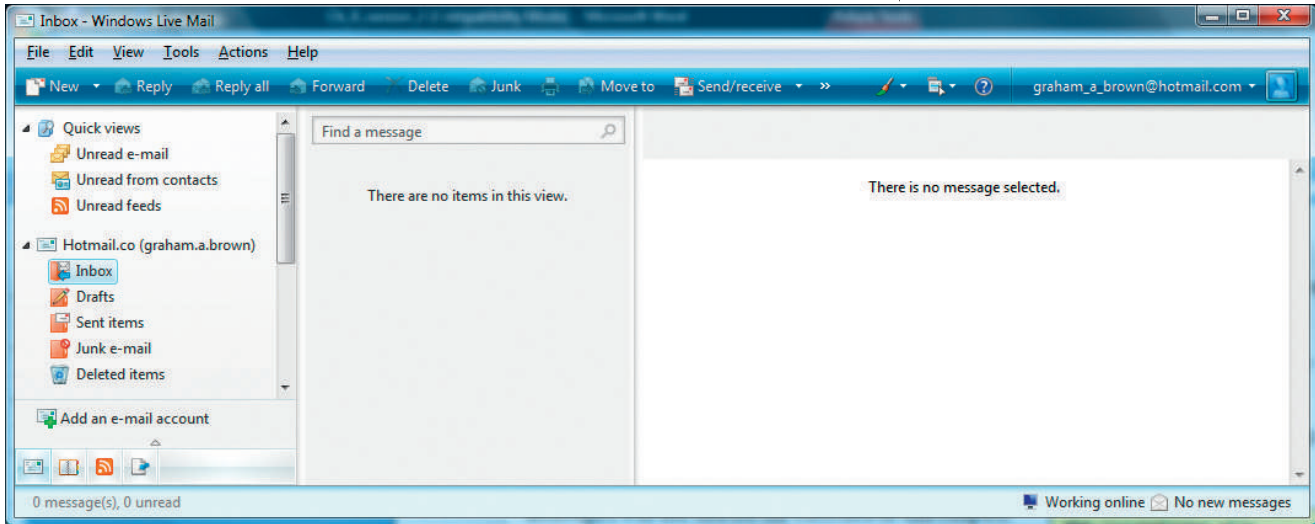 Inbox - Windows Live Mail
File Edit View Tools Actions Help
New Reply Reply all Forward Delete Junk Move to Send/receive » graham_a_brown@hotmail.com
Quick views
Unread e-mail
Unread from contacts
Unread feeds
Hotmail.co (graham.a.brown)
Inbox
Drafts
Sent items
Junk e-mail
Deleted items
Add an e-mail account
Find a message
There are no items in this view.
There is no message selected.
0 message(s), 0 unread
Working online No new messages